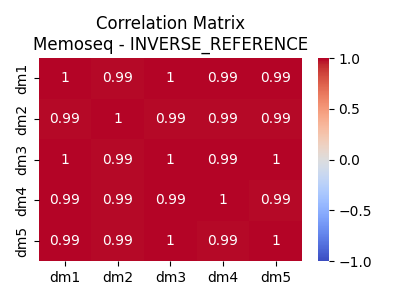 Correlation Matrix
Memoseq - INVERSE_REFERENCE
dm1 1 0.99 1 0.99 0.99
dm2 0.99 1 0.99 0.99 0.99
dm3 1 0.99 1 0.99 1
dm4 0.99 0.99 0.99 1 0.99
dm5 0.99 0.99 1 0.99 1
dm1 dm2 dm3 dm4 dm5
1.0
0.5
0.0
−0.5
−1.0